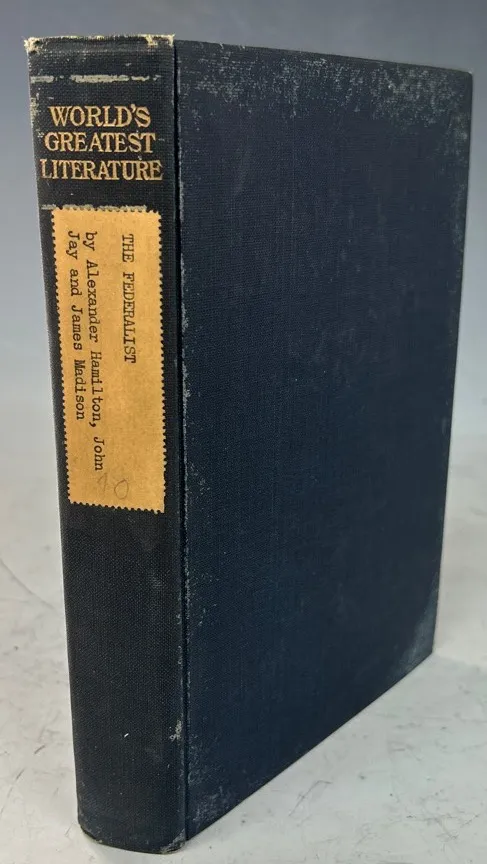 WORLD'S
GREATEST
LITERATURE
THE FEDERALIST
by Alexander Hamilton, John
Jay and James Madison